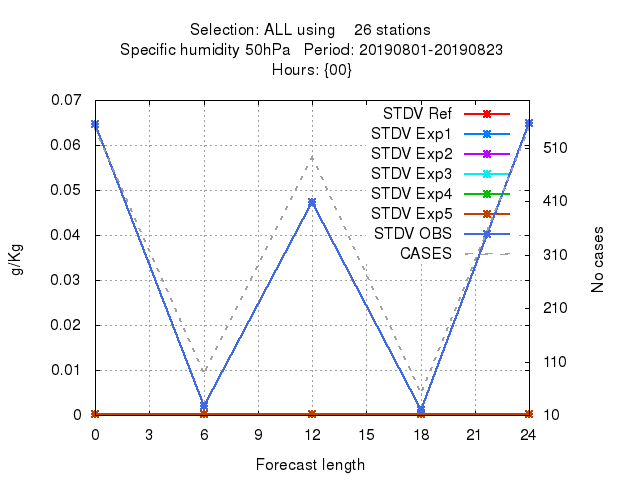 Selection: ALL using 26 stations
Specific humidity 50hPa Period: 20190801-20190823
Hours: {00}
0.07
0.06
0.05
0.04
0.03
0.02
0.01
0
g/Kg
STDV Ref
STDV Exp1
STDV Exp2
STDV Exp3
STDV Exp4
STDV Exp5
STDV OBS
CASES
510
410
310
210
110
10
No cases
0 3 6 9 12 15 18 21 24
Forecast length